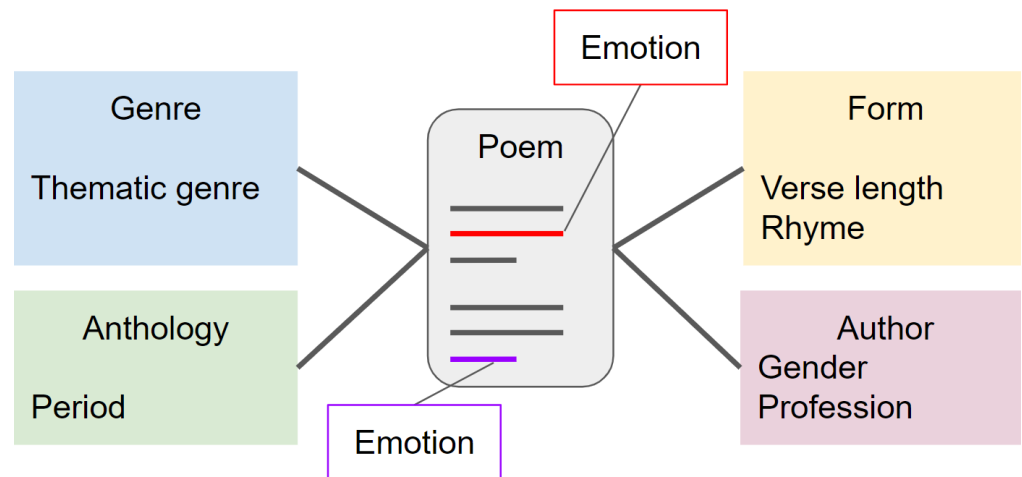 Emotion
Genre
Thematic genre
Poem
Form
Verse length
Rhyme
Anthology
Period
Author
Gender
Profession
Emotion